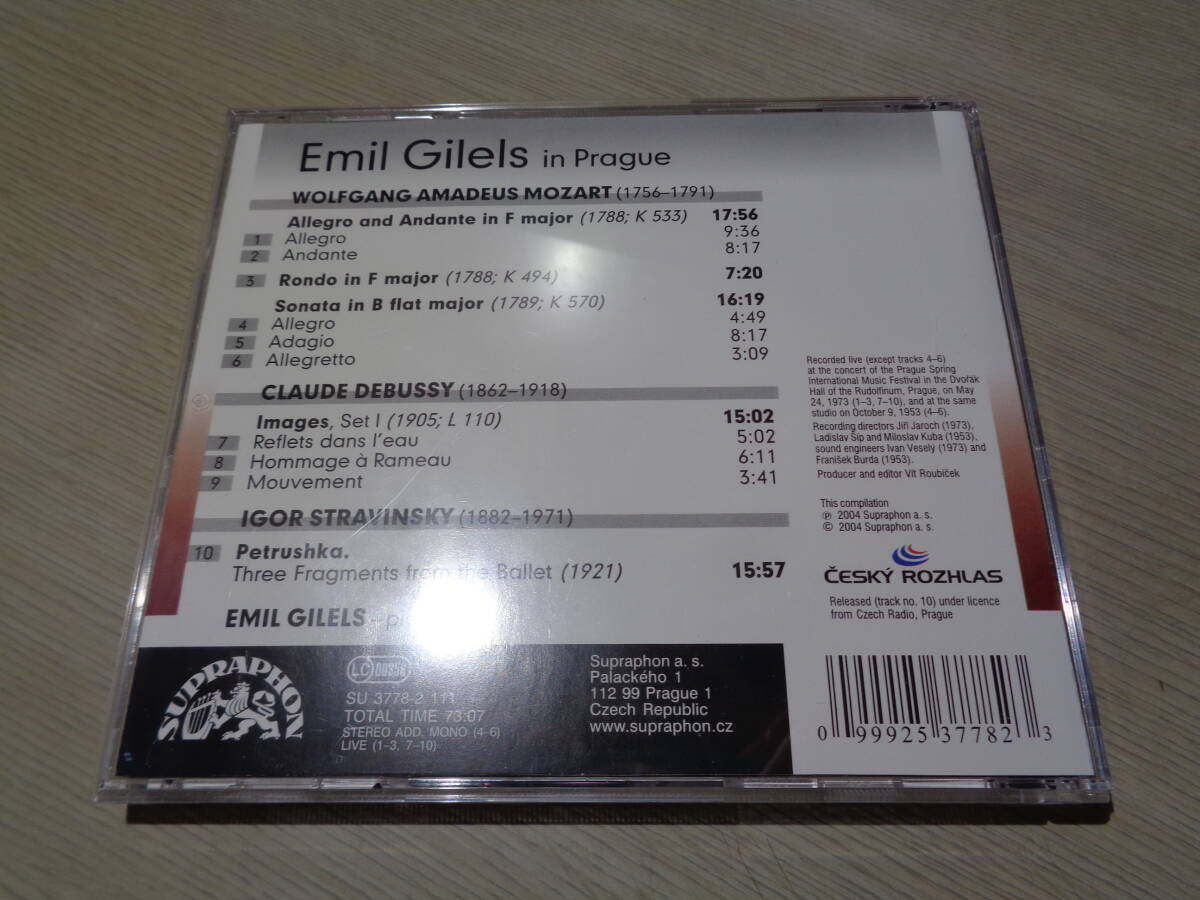 Emil Gilels in Prague
WOLFGANG AMADEUS MOZART (1756–1791)
Allegro and Andante in F major (1788; K 533) 17:56
1 Allegro 9:36
2 Andante 8:17
3 Rondo in F major (1788; K 494) 7:20
Sonata in B flat major (1789; K 570) 16:19
4 Allegro 4:49
5 Adagio 8:17
6 Allegretto 3:09
CLAUDE DEBUSSY (1862–1918)
Images, Set I (1905; L 110) 15:02
7 Reflets dans l'eau 5:02
8 Hommage à Rameau 6:11
9 Mouvement 3:41
IGOR STRAVINSKY (1882–1971)
10 Petrushka.
Three Fragments from the Ballet (1921) 15:57
EMIL GILELS –
Recorded live (except tracks 4–6)
at the concert of the Prague Spring
International Music Festival in the Dvořák
Hall of the Rudolfinum, Prague, on May
24, 1973 (1–3, 7–10), and at the same
studio on October 9, 1953 (4–6).
Recording directors Jiří Jaroch (1973),
Ladislav Šíp and Miloslav Kuba (1953),
sound engineers Ivan Veselý (1973) and
František Burda (1953).
Producer and editor Vít Roubíček
This compilation
℗ 2004 Supraphon a. s.
© 2004 Supraphon a. s.
ČESKÝ ROZHLAS
Released (track no. 10) under licence
from Czech Radio, Prague
SUPRAPHON
LC 00358
SU 3778-2 111
TOTAL TIME 73:07
STEREO ADD, MONO (4–6)
LIVE (1–3, 7–10)
Supraphon a. s.
Palackého 1
112 99 Prague 1
Czech Republic
www.supraphon.cz
0 99925 37782 3